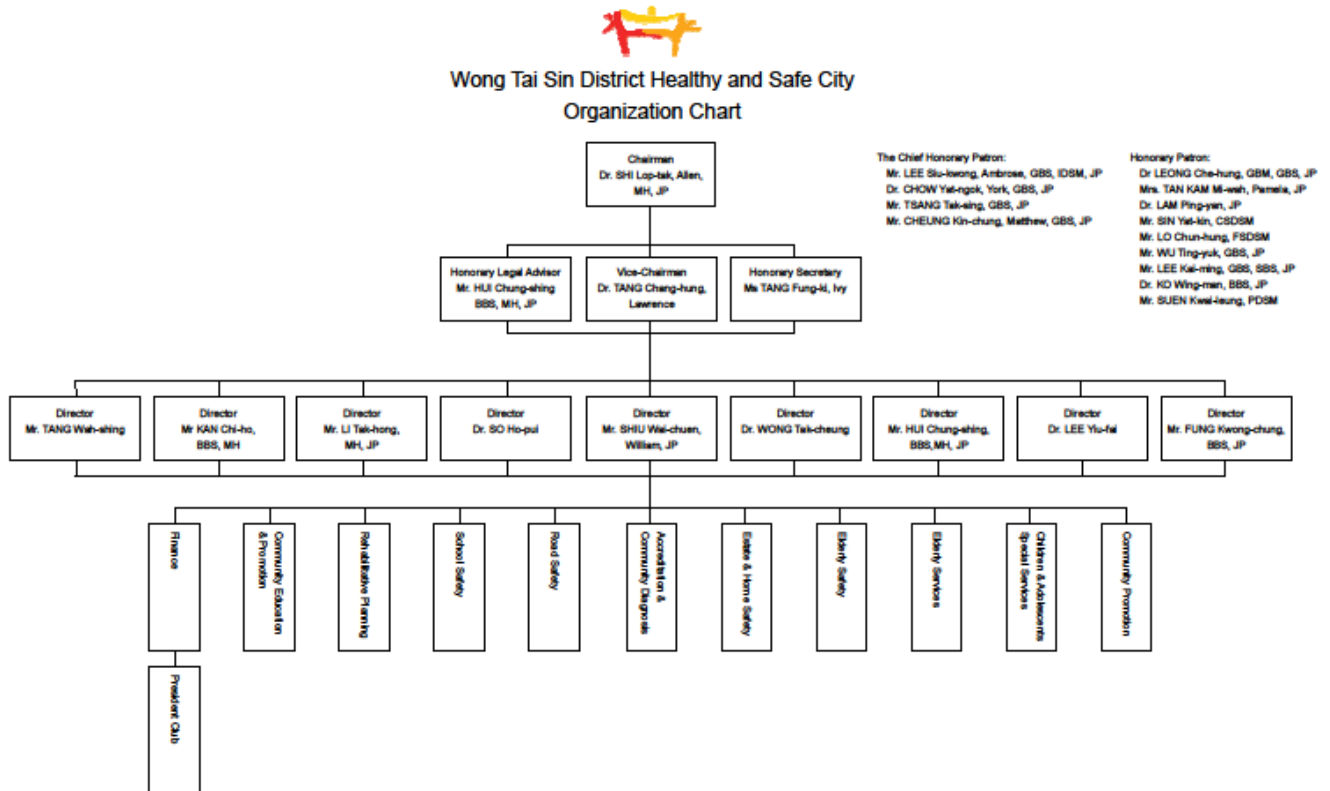 Wong Tai Sin District Healthy and Safe City
Organization Chart
Chairman
Dr. SHI Lop-tak, Allen,
MH, JP
The Chief Honorary Patron:
Mr. LEE Siu-kwong, Ambrose, GBS, IDSM, JP
Dr. CHOW Yat-ngok, York, GBS, JP
Mr. TSANG Tak-sing, GBS, JP
Mr. CHEUNG Kin-chung, Matthew, GBS, JP
Honorary Patron:
Dr LEONG Che-hung, GBM, GBS, JP
Mrs. TAN KAM Mi-wah, Pamela, JP
Dr. LAM Ping-yan, JP
Mr. SIN Yat-kin, CSDSM
Mr. LO Chun-hung, FSDSM
Mr. WU Ting-yuk, GBS, JP
Mr. LEE Kai-ming, GBS, SBS, JP
Dr. KO Wing-man, BBS, JP
Mr. SUEN Kwai-leung, PDSM
Honorary Legal Advisor
Mr. HUI Chung-shing
BBS, MH, JP
Vice-Chairman
Dr. TANG Chang-hung,
Lawrence
Honorary Secretary
Ms TANG Fung-ki, Ivy
Director
Mr. TANG Wah-shing
Director
Mr KAN Chi-ho,
BBS, MH
Director
Mr. LI Tak-hong,
MH, JP
Director
Dr. SO Ho-pui
Director
Mr. SHIU Wai-chuen,
William, JP
Director
Dr. WONG Tak-cheung
Director
Mr. HUI Chung-shing,
BBS,MH, JP
Director
Dr. LEE Yiu-fai
Director
Mr. FUNG Kwong-chung,
BBS, JP
Finance
Community Education
& Promotion
Rehabilitative Planning
School Safety
Road Safety
Accreditation &
Community Diagnosis
Estate & Home Safety
Elderly Safety
Elderly Services
Children & Adolescents
Special Services
Community Promotion
President Club